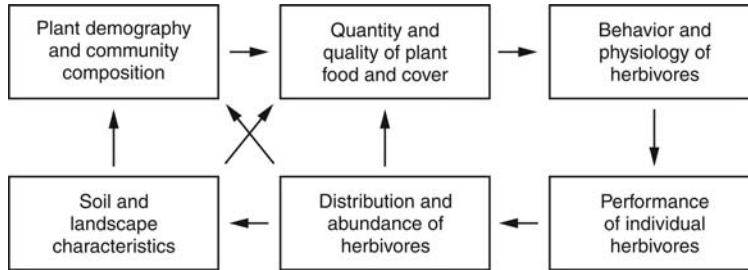 Plant demography
and community
composition
Quantity and
quality of plant
food and cover
Behavior and
physiology of
herbivores
Soil and
landscape
characteristics
Distribution and
abundance of
herbivores
Performance
of individual
herbivores